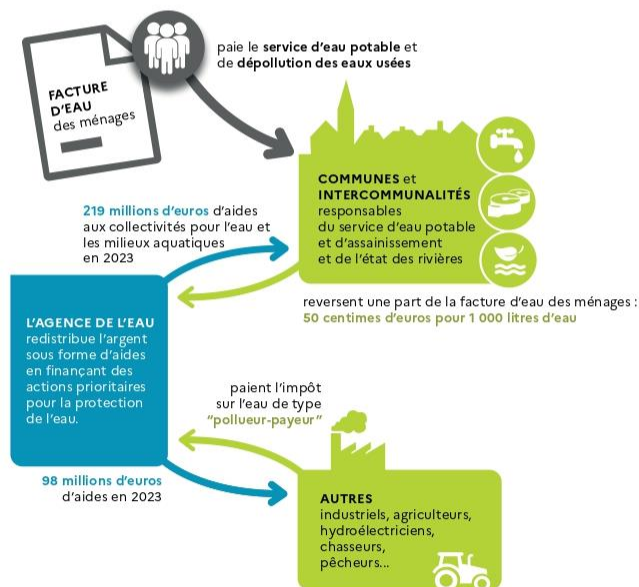 FACTURE
D'EAU
des ménages
paie le service d'eau potable et
de dépollution des eaux usées
COMMUNES et
INTERCOMMUNALITÉS
responsables
du service d'eau potable
et d'assainissement
et de l'état des rivières
219 millions d'euros d'aides
aux collectivités pour l'eau et
les milieux aquatiques
en 2023
reversent une part de la facture d'eau des ménages :
50 centimes d'euros pour 1 000 litres d'eau
L'AGENCE DE L'EAU
redistribue l'argent
sous forme d'aides
en finançant des
actions prioritaires
pour la protection
de l'eau.
paient l'impôt
sur l'eau de type
"pollueur-payeur"
98 millions d'euros
d'aides en 2023
AUTRES
industriels, agriculteurs,
hydroélectriciens,
chasseurs,
pêcheurs...